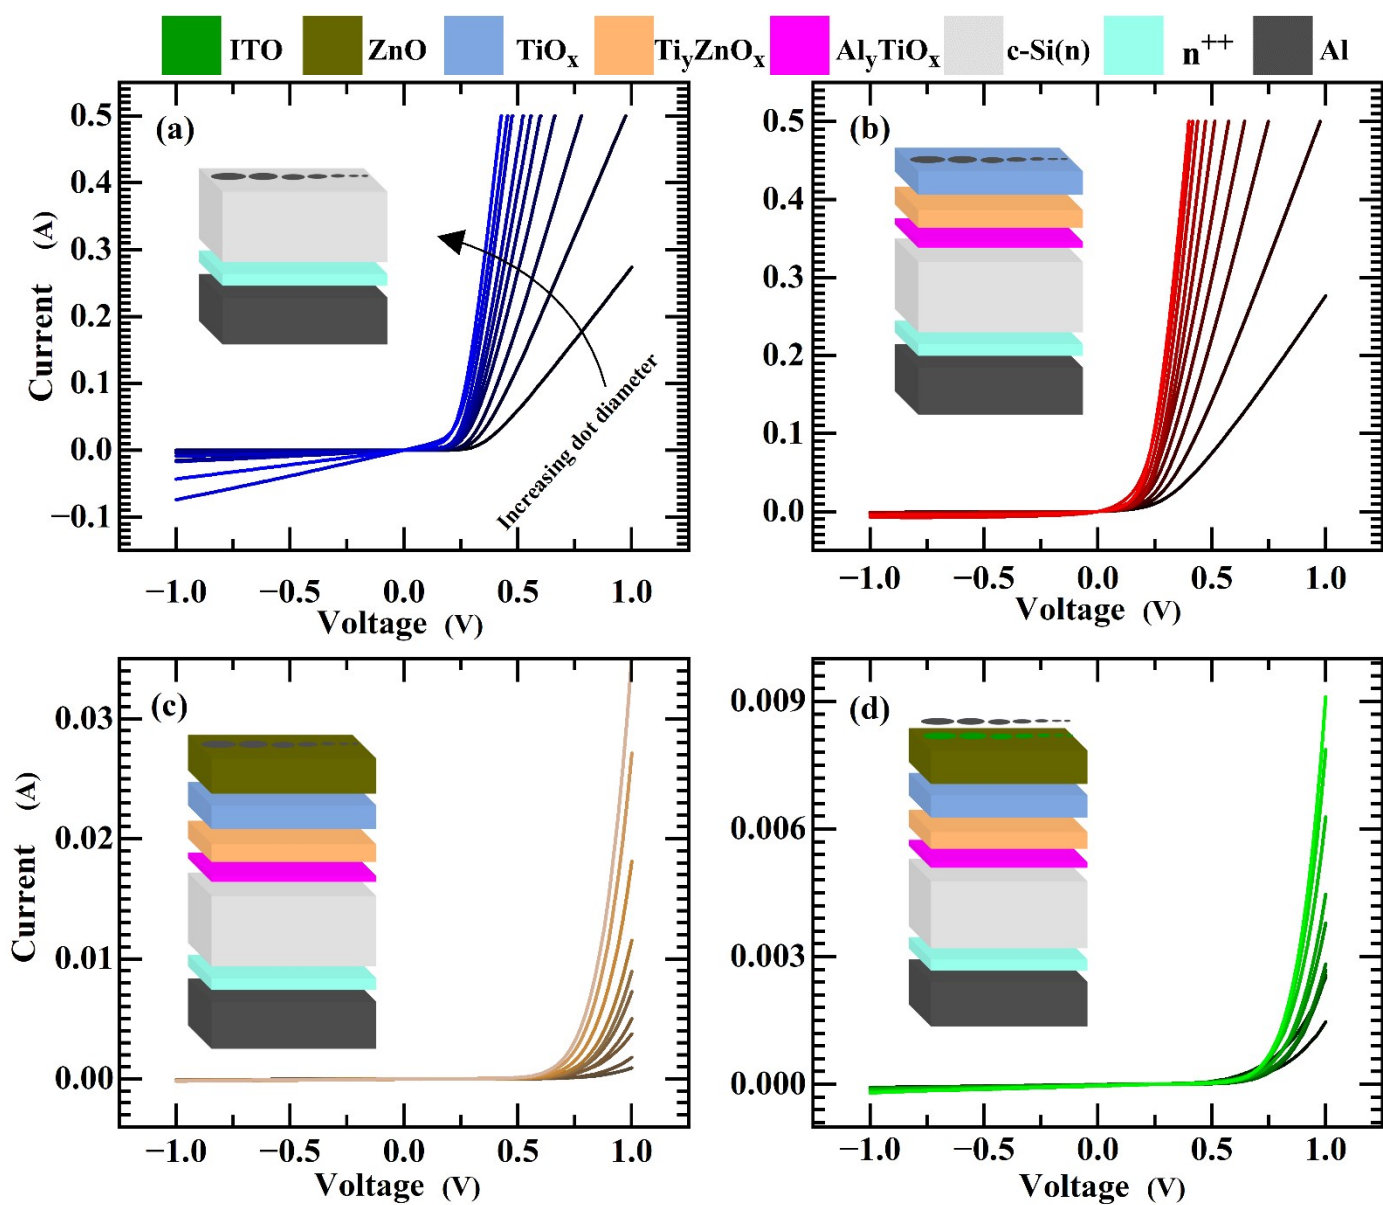 ITO ZnO TiOₓ TiᵧZnOₓ AlᵧTiOₓ c-Si(n) n⁺⁺ Al
(a)
0.5
0.4
0.3
0.2
0.1
0.0
−0.1
Current (A)
Increasing dot diameter
−1.0 −0.5 0.0 0.5 1.0
Voltage (V)
(b)
0.5
0.4
0.3
0.2
0.1
0.0
−1.0 −0.5 0.0 0.5 1.0
Voltage (V)
(c)
0.03
0.02
0.01
0.00
Current (A)
−1.0 −0.5 0.0 0.5 1.0
Voltage (V)
(d)
0.009
0.006
0.003
0.000
−1.0 −0.5 0.0 0.5 1.0
Voltage (V)